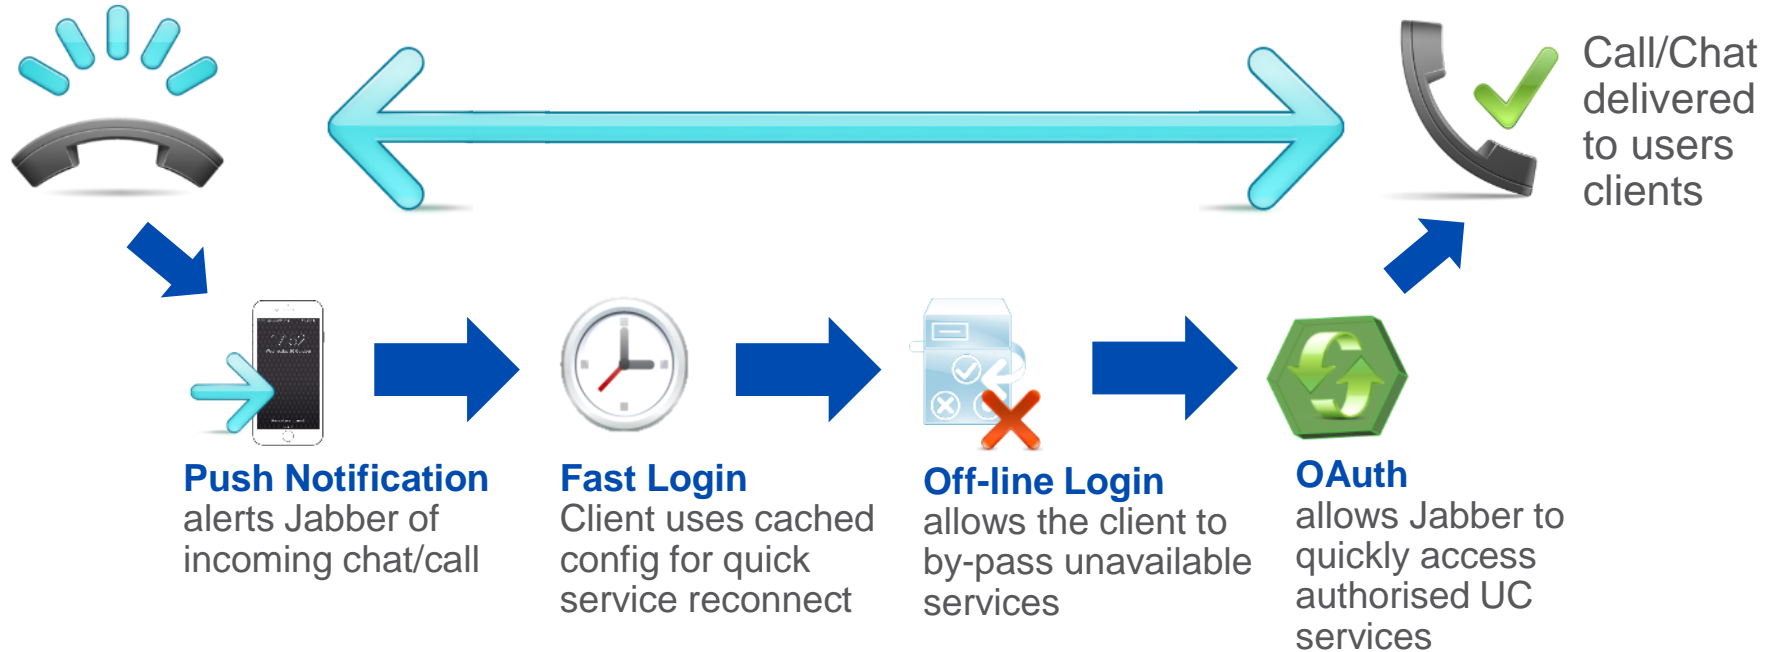 Call/Chat
delivered
to users
clients
Push Notification
alerts Jabber of
incoming chat/call
Fast Login
Client uses cached
config for quick
service reconnect
Off-line Login
allows the client to
by-pass unavailable
services
OAuth
allows Jabber to
quickly access
authorised UC
services